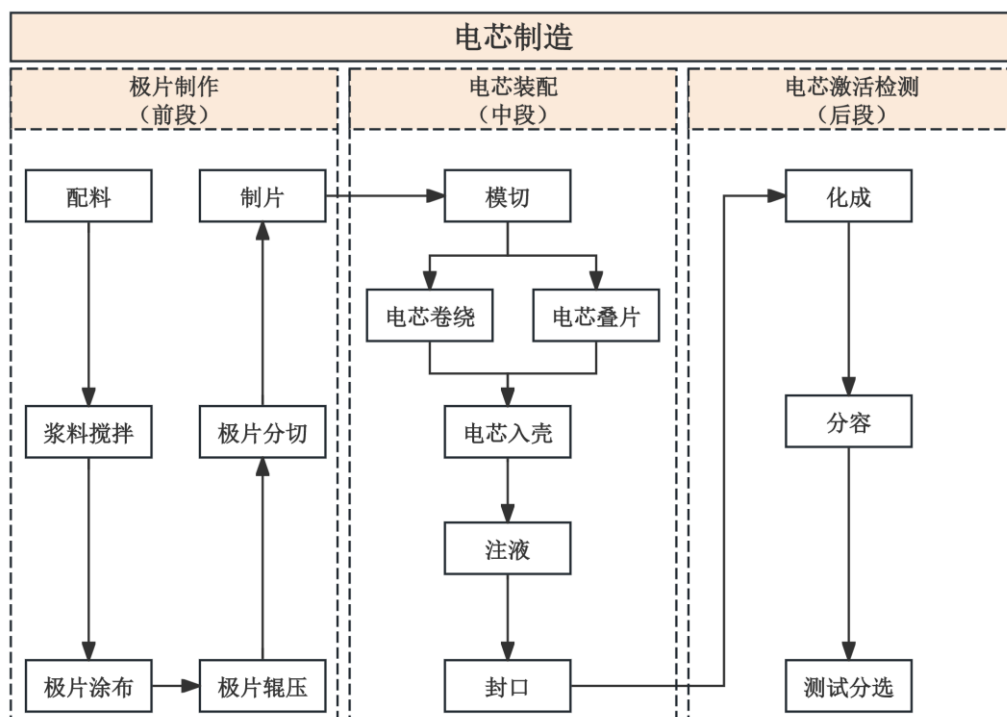 电芯制造
极片制作
（前段）
配料
浆料搅拌
极片涂布
极片辊压
极片分切
制片
电芯装配
（中段）
模切
电芯卷绕
电芯叠片
电芯入壳
注液
封口
电芯激活检测
（后段）
化成
分容
测试分选